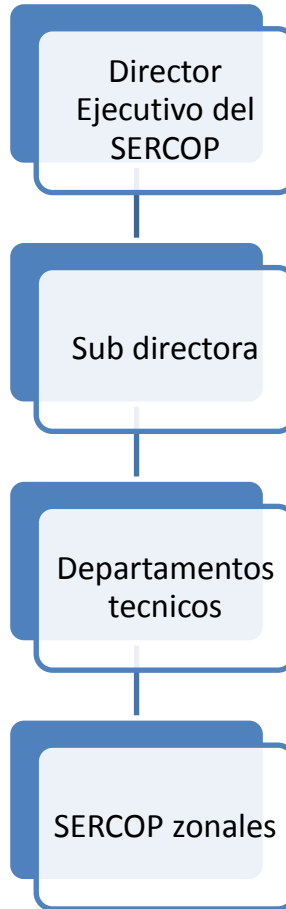 Director
Ejecutivo del
SERCOP
Sub directora
Departamentos
tecnicos
SERCOP zonales